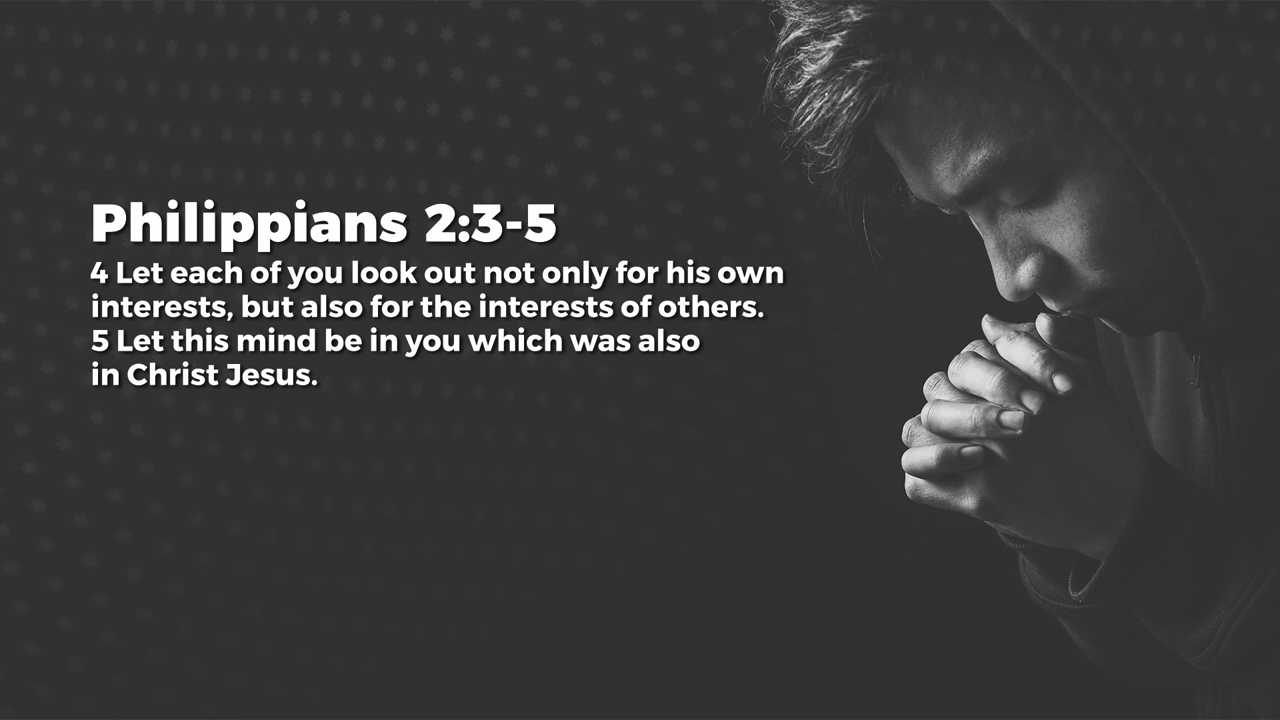 Philippians 2:3-5
4 Let each of you look out not only for his own
interests, but also for the interests of others.
5 Let this mind be in you which was also
in Christ Jesus.